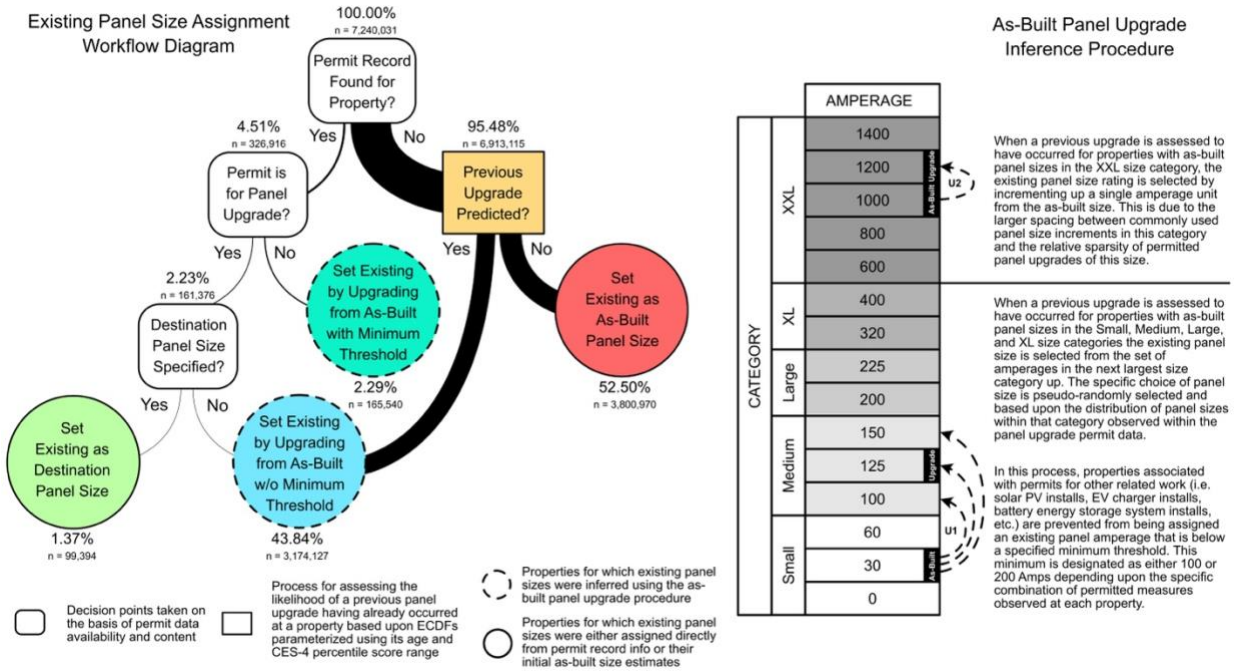 Existing Panel Size Assignment
Workflow Diagram
100.00%
n = 7,240,031
Permit Record
Found for
Property?
Yes
No
4.51%
n = 326,916
95.48%
n = 6,913,115
Permit is
for Panel
Upgrade?
Previous
Upgrade
Predicted?
Yes
No
Yes
No
2.23%
n = 161,376
Set Existing
by Upgrading
from As-Built
with Minimum
Threshold
Set
Existing as
As-Built
Panel Size
Destination
Panel Size
Specified?
2.29%
n = 165,540
52.50%
n = 3,800,970
Yes
No
Set
Existing as
Destination
Panel Size
Set Existing
by Upgrading
from As-Built
w/o Minimum
Threshold
1.37%
n = 99,394
43.84%
n = 3,174,127
Decision points taken on
the basis of permit data
availability and content
Process for assessing the
likelihood of a previous panel
upgrade having already occurred
at a property based upon ECDFs
parameterized using its age and
CES-4 percentile score range
Properties for which existing panel
sizes were inferred using the as-
built panel upgrade procedure
Properties for which existing panel
sizes were either assigned directly
from permit record info or their
initial as-built size estimates
As-Built Panel Upgrade
Inference Procedure
AMPERAGE
CATEGORY
XXL
1400
1200
1000
800
600
XL
400
320
Large
225
200
Medium
150
125
100
Small
60
30
0
As-Built
Upgrade
U2
Upgrade
As-Built
U1
When a previous upgrade is assessed to
have occurred for properties with as-built
panel sizes in the XXL size category, the
existing panel size rating is selected by
incrementing up a single amperage unit
from the as-built size. This is due to the
larger spacing between commonly used
panel size increments in this category
and the relative sparsity of permitted
panel upgrades of this size.
When a previous upgrade is assessed to
have occurred for properties with as-built
panel sizes in the Small, Medium, Large,
and XL size categories the existing panel
size is selected from the set of
amperages in the next largest size
category up. The specific choice of panel
size is pseudo-randomly selected and
based upon the distribution of panel sizes
within that category observed within the
panel upgrade permit data.
In this process, properties associated
with permits for other related work (i.e.
solar PV installs, EV charger installs,
battery energy storage system installs,
etc.) are prevented from being assigned
an existing panel amperage that is below
a specified minimum threshold. This
minimum is designated as either 100 or
200 Amps depending upon the specific
combination of permitted measures
observed at each property.